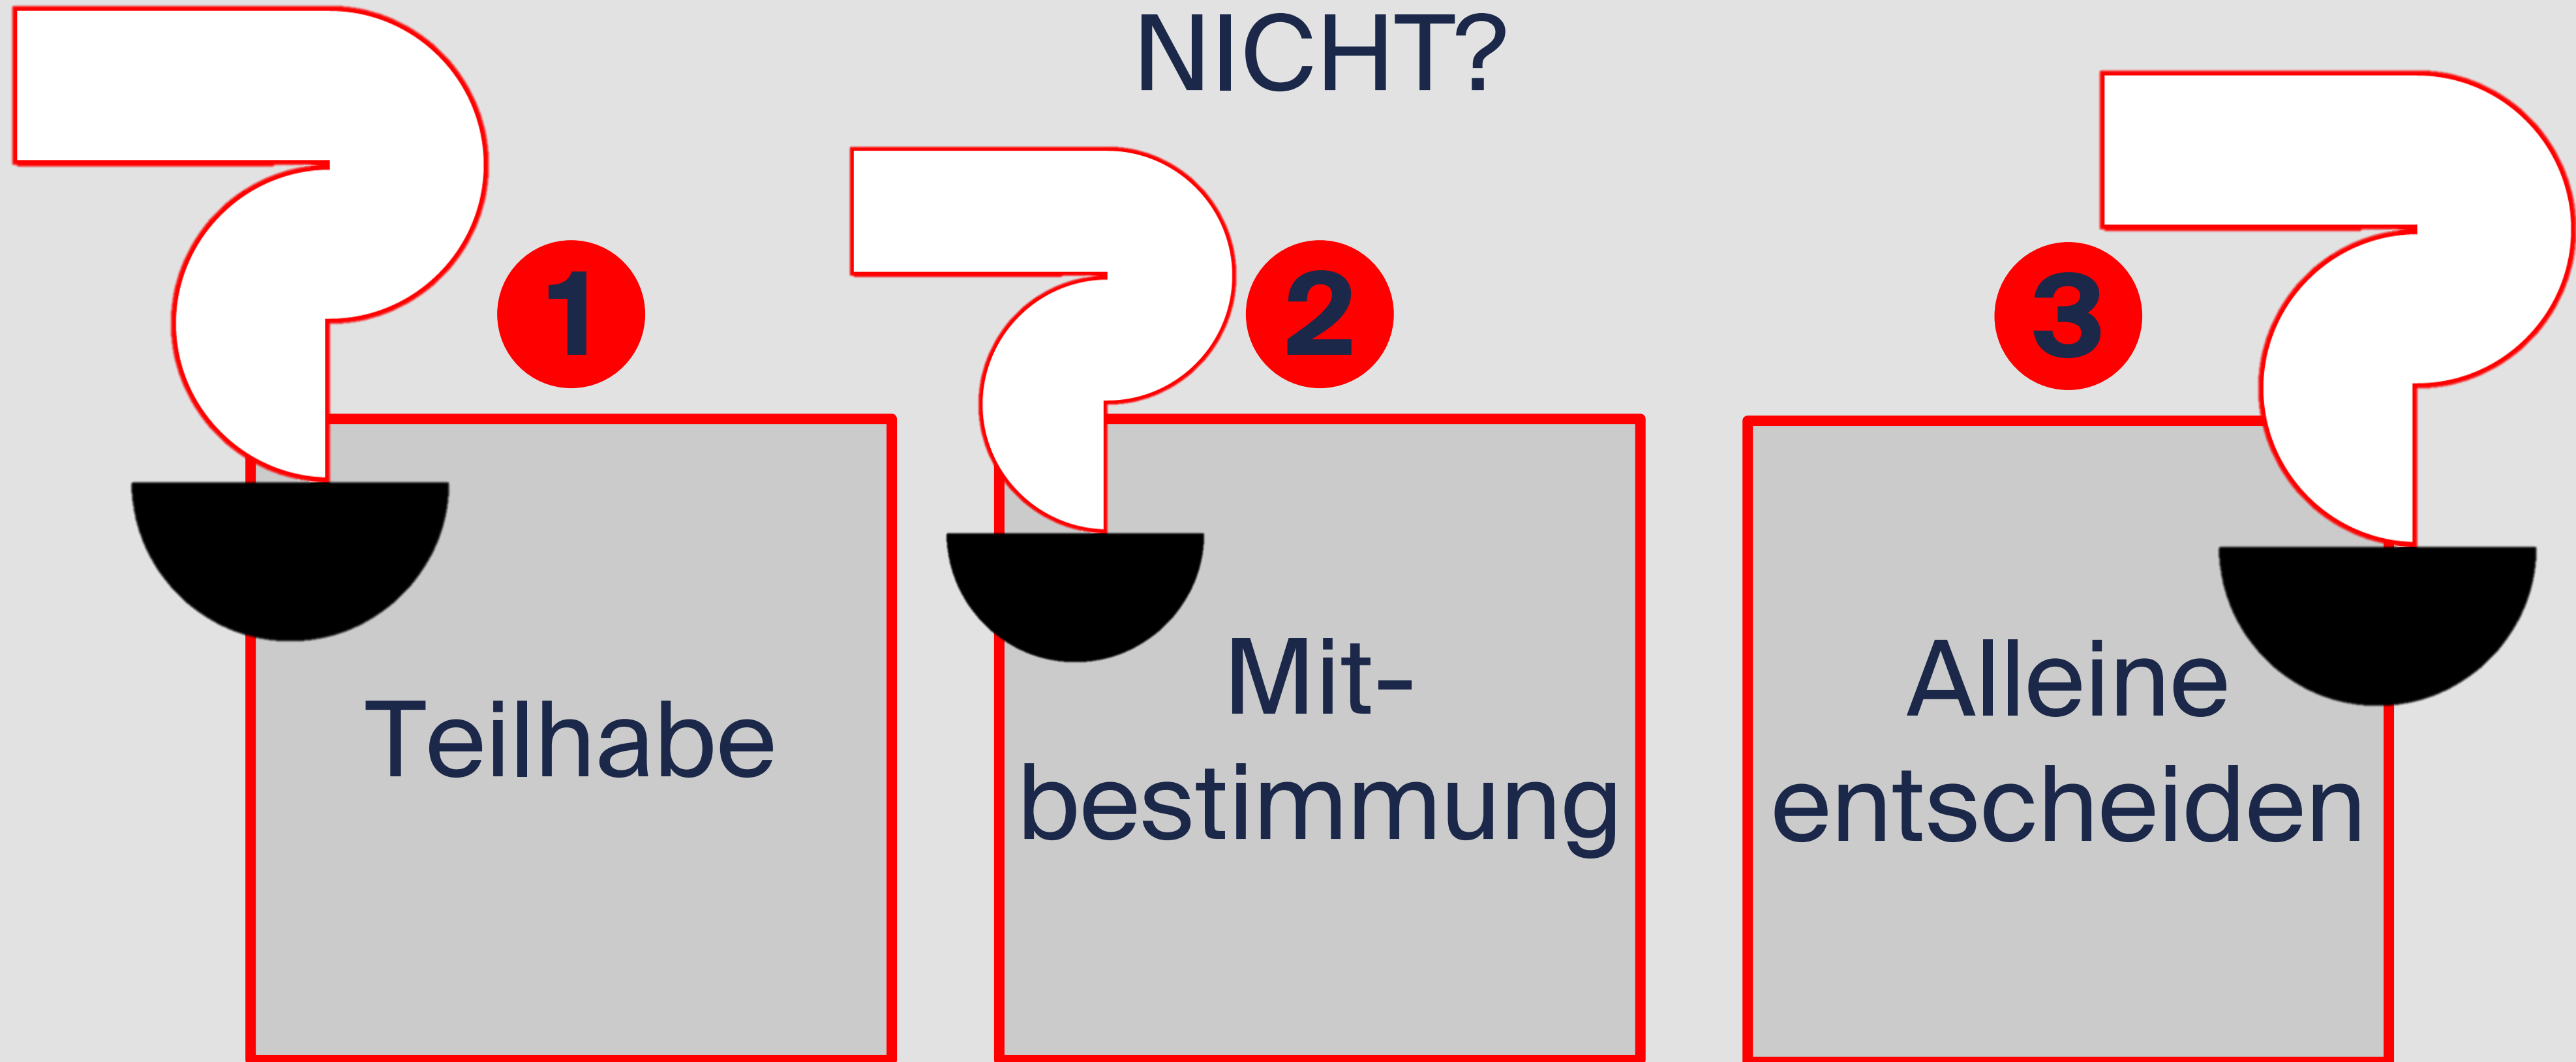 NICHT?
1
2
3
Teilhabe
Mit-
bestimmung
Alleine
entscheiden